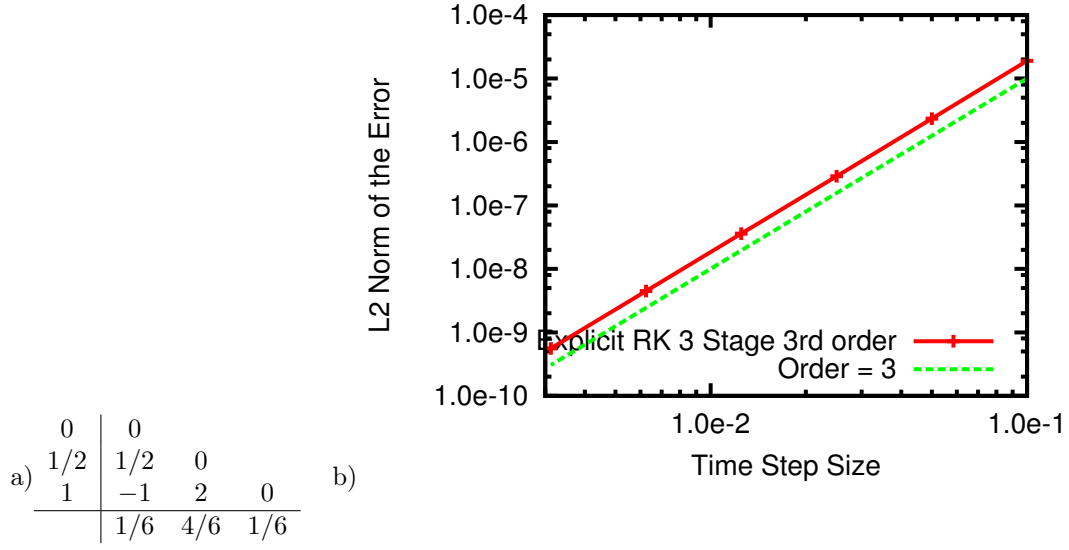 a)
0 0
1/2 1/2 0
1 −1 2 0
1/6 4/6 1/6
b)
L2 Norm of the Error
1.0e-4
1.0e-5
1.0e-6
1.0e-7
1.0e-8
1.0e-9
1.0e-10
Explicit RK 3 Stage 3rd order
Order = 3
1.0e-2 1.0e-1
Time Step Size